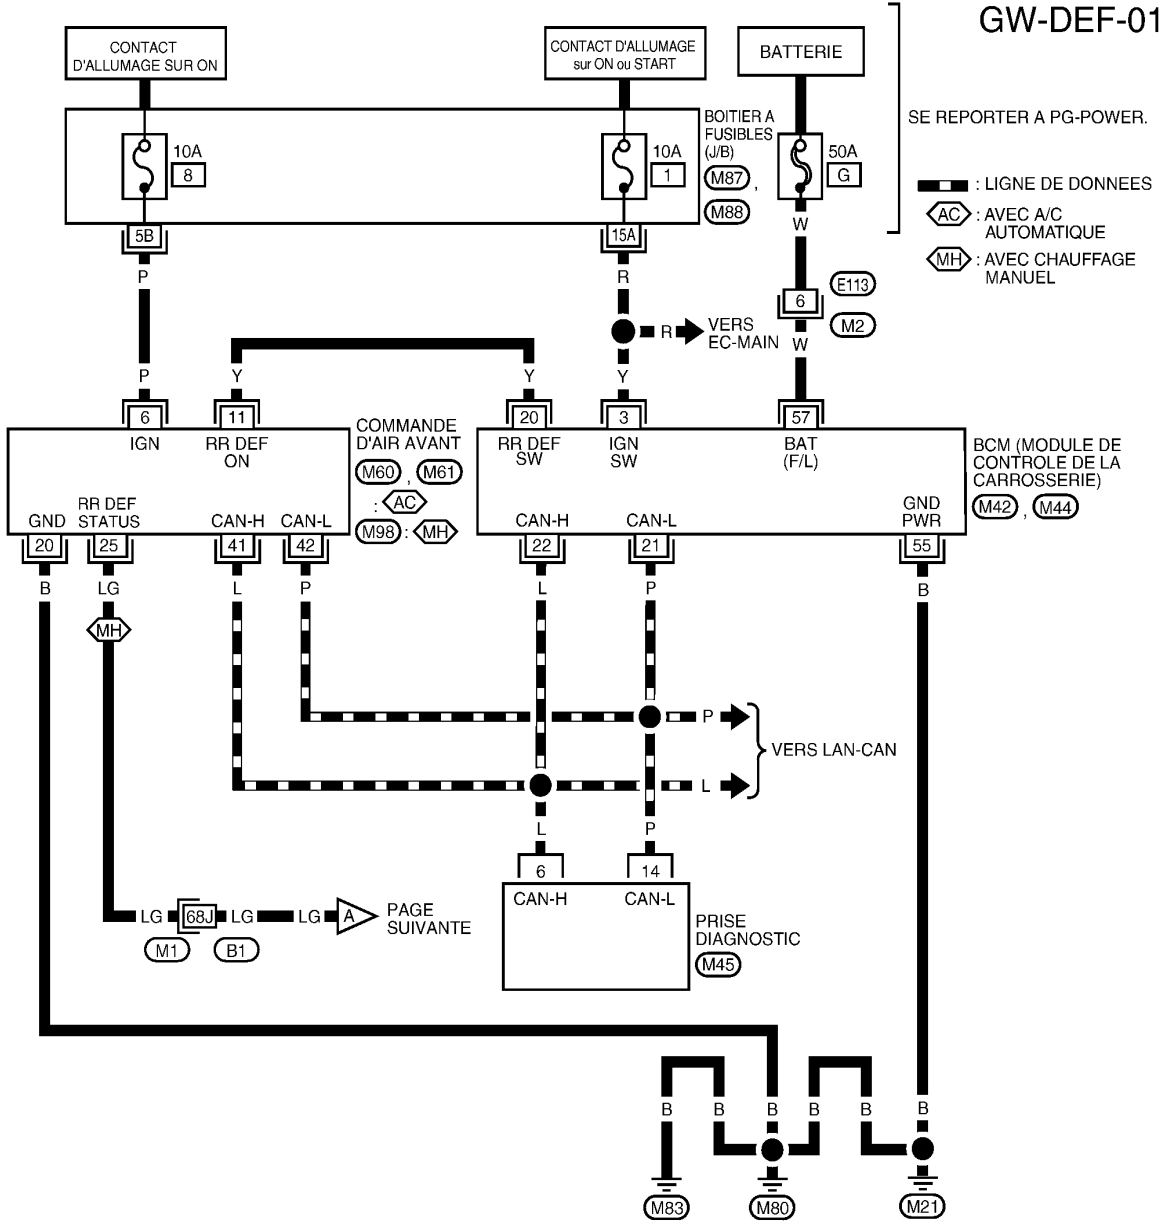 GW-DEF-01
CONTACT
D'ALLUMAGE SUR ON
CONTACT D'ALLUMAGE
sur ON ou START
BATTERIE
SE REPORTER A PG-POWER.
BOITIER A
FUSIBLES
(J/B)
M87 ,
M88
10A
8
10A
1
50A
G
: LIGNE DE DONNEES
AC : AVEC A/C
AUTOMATIQUE
MH : AVEC CHAUFFAGE
MANUEL
5B
15A
W
P
R
6
E113
M2
R
VERS
EC-MAIN
W
P
Y
Y
Y
6
11
20
3
57
IGN
RR DEF
ON
COMMANDE
D'AIR AVANT
M60 , M61
: AC
M98 : MH
RR DEF
SW
IGN
SW
BAT
(F/L)
BCM (MODULE DE
CONTROLE DE LA
CARROSSERIE)
M42 , M44
GND
RR DEF
STATUS
CAN-H
CAN-L
CAN-H
CAN-L
GND
PWR
20
25
41
42
22
21
55
B
LG
L
P
L
P
B
MH
P
VERS LAN-CAN
L
L
P
6
14
CAN-H
CAN-L
PRISE
DIAGNOSTIC
M45
LG
68J
LG
LG
A
PAGE
SUIVANTE
M1
B1
B
B
B
B
B
B
M83
M80
M21